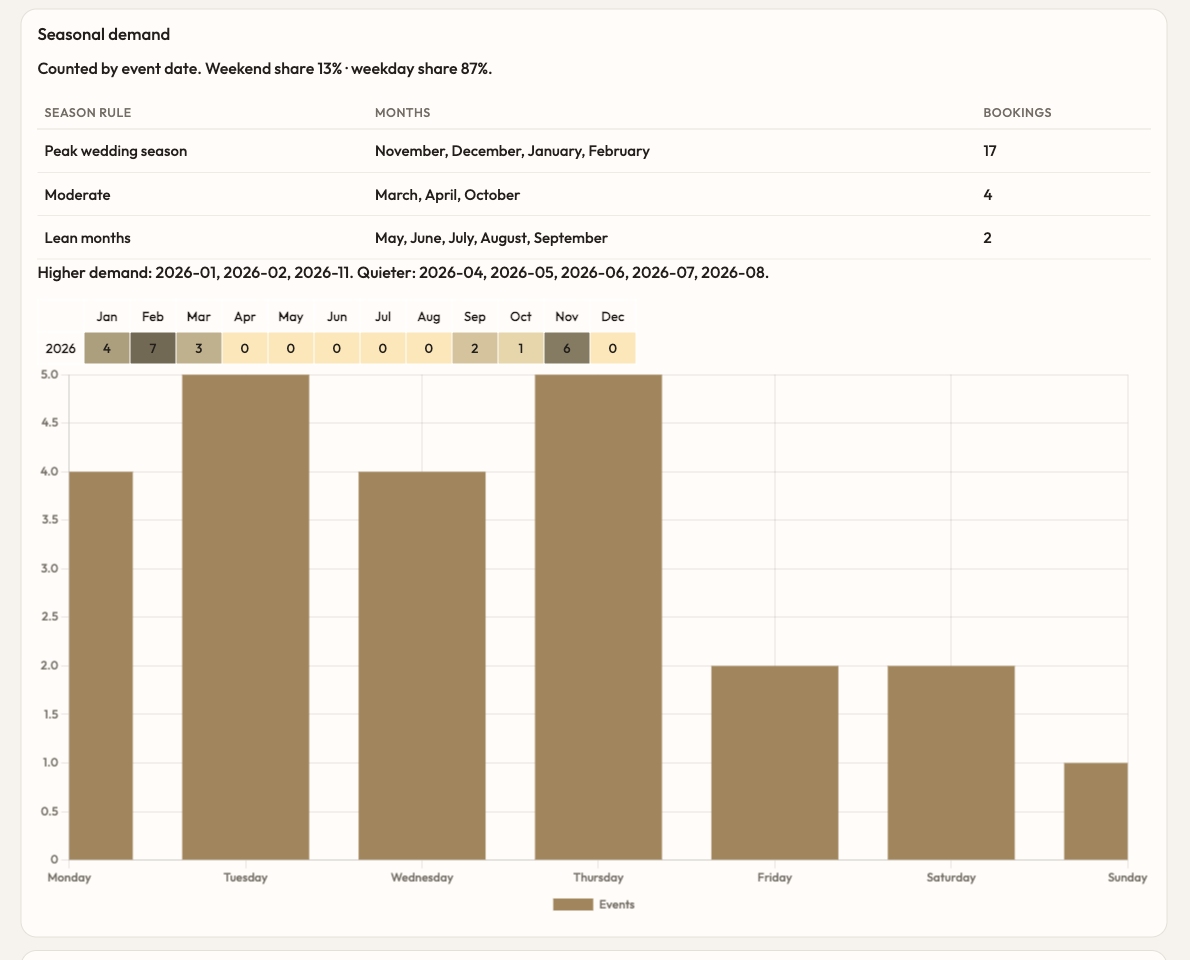 Seasonal demand
Counted by event date. Weekend share 13% · weekday share 87%.
SEASON RULE MONTHS BOOKINGS
Peak wedding season November, December, January, February 17
Moderate March, April, October 4
Lean months May, June, July, August, September 2
Higher demand: 2026-01, 2026-02, 2026-11. Quieter: 2026-04, 2026-05, 2026-06, 2026-07, 2026-08.
Jan Feb Mar Apr May Jun Jul Aug Sep Oct Nov Dec
2026 4 7 3 0 0 0 0 0 2 1 6 0
5.0
4.5
4.0
3.5
3.0
2.5
2.0
1.5
1.0
0.5
0
Monday Tuesday Wednesday Thursday Friday Saturday Sunday
Events